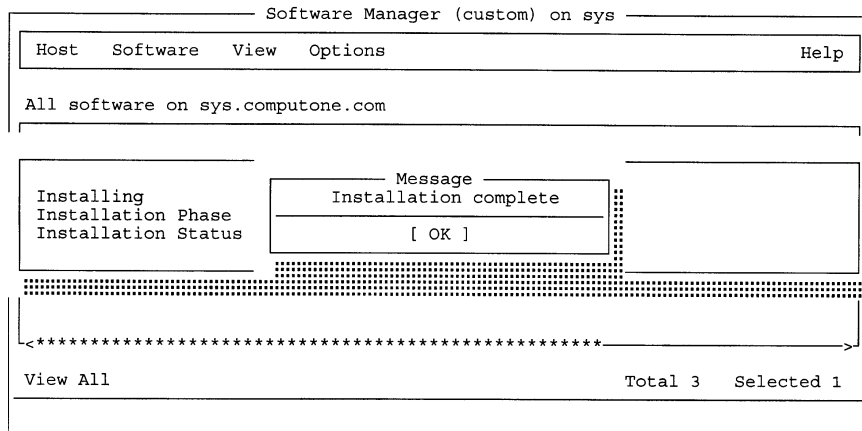 Software Manager (custom) on sys
Host Software View Options Help
All software on sys.computone.com
Message
Installing
Installation complete
Installation Phase
Installation Status
[ OK ]
<**************************************************>
View All Total 3 Selected 1